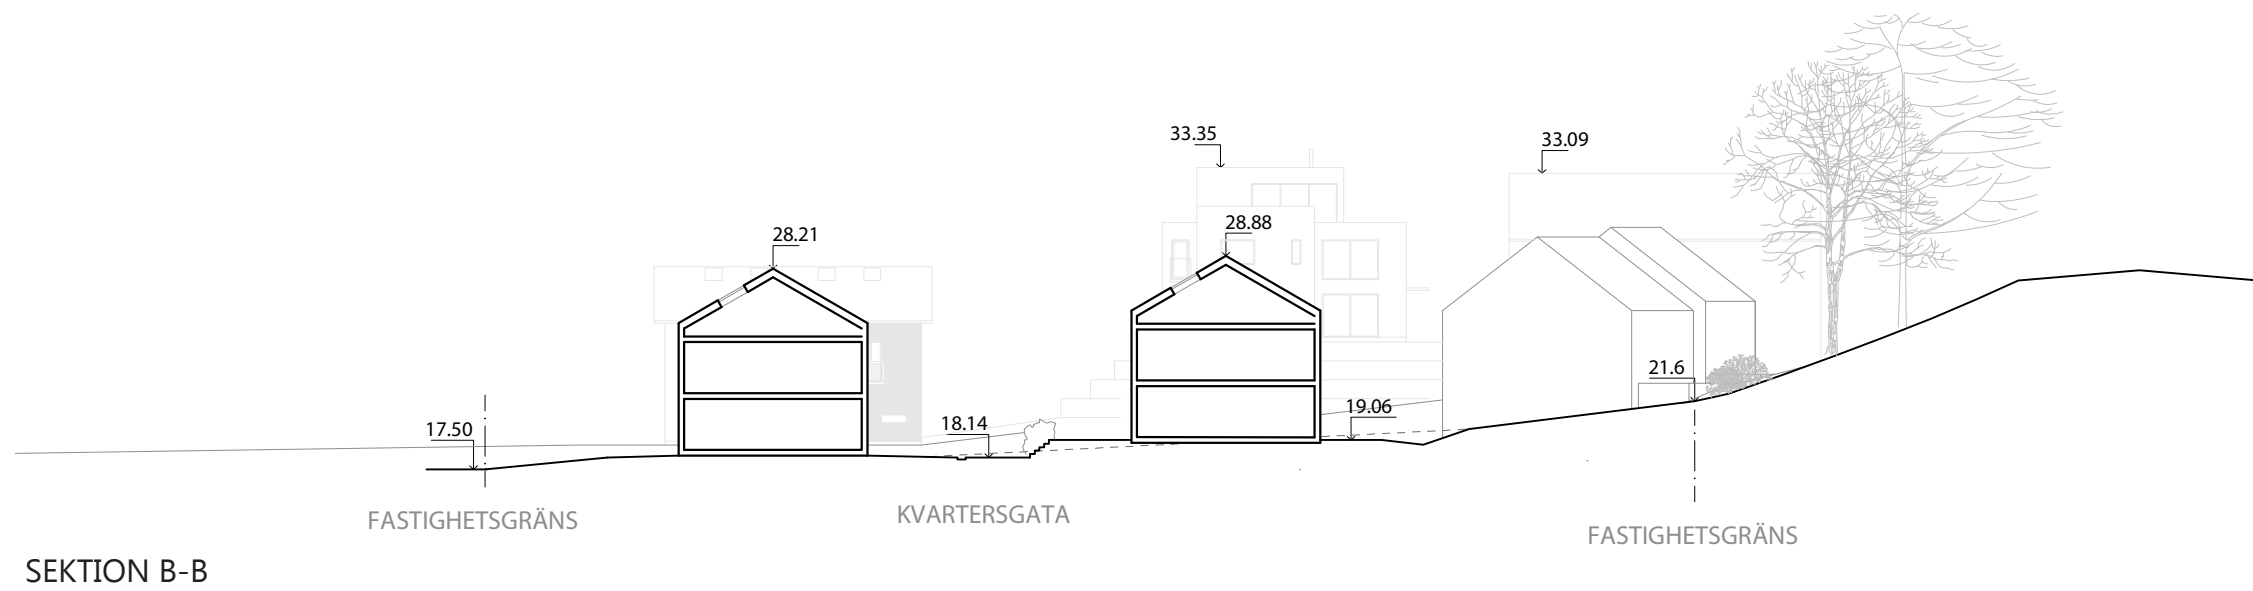 33.35
33.09
28.21
28.88
21.6
19.06
17.50
18.14
FASTIGHETSGRÄNS
KVARTERSGATA
FASTIGHETSGRÄNS
SEKTION B-B